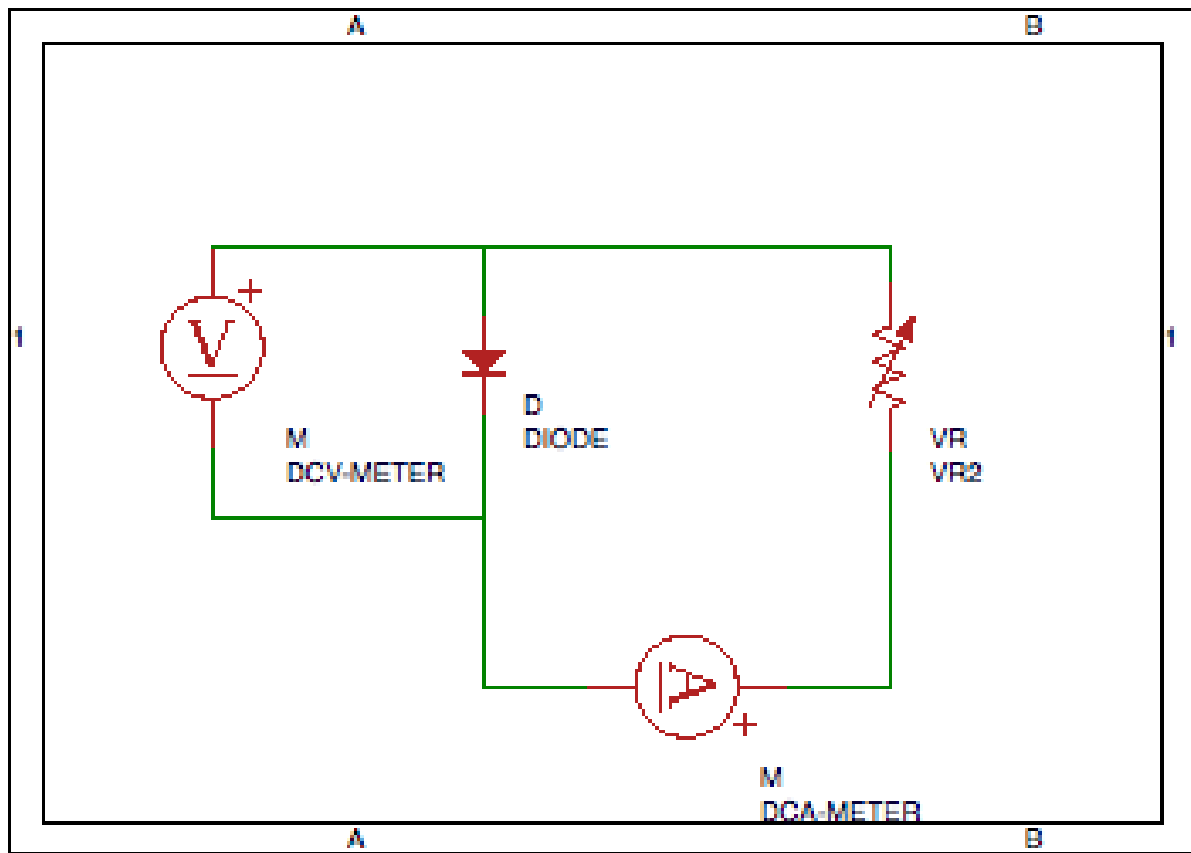 A B
+
V
1 1
D
DIODE
M
DCV-METER
VR
VR2
A
+
M
DCA-METER
A B